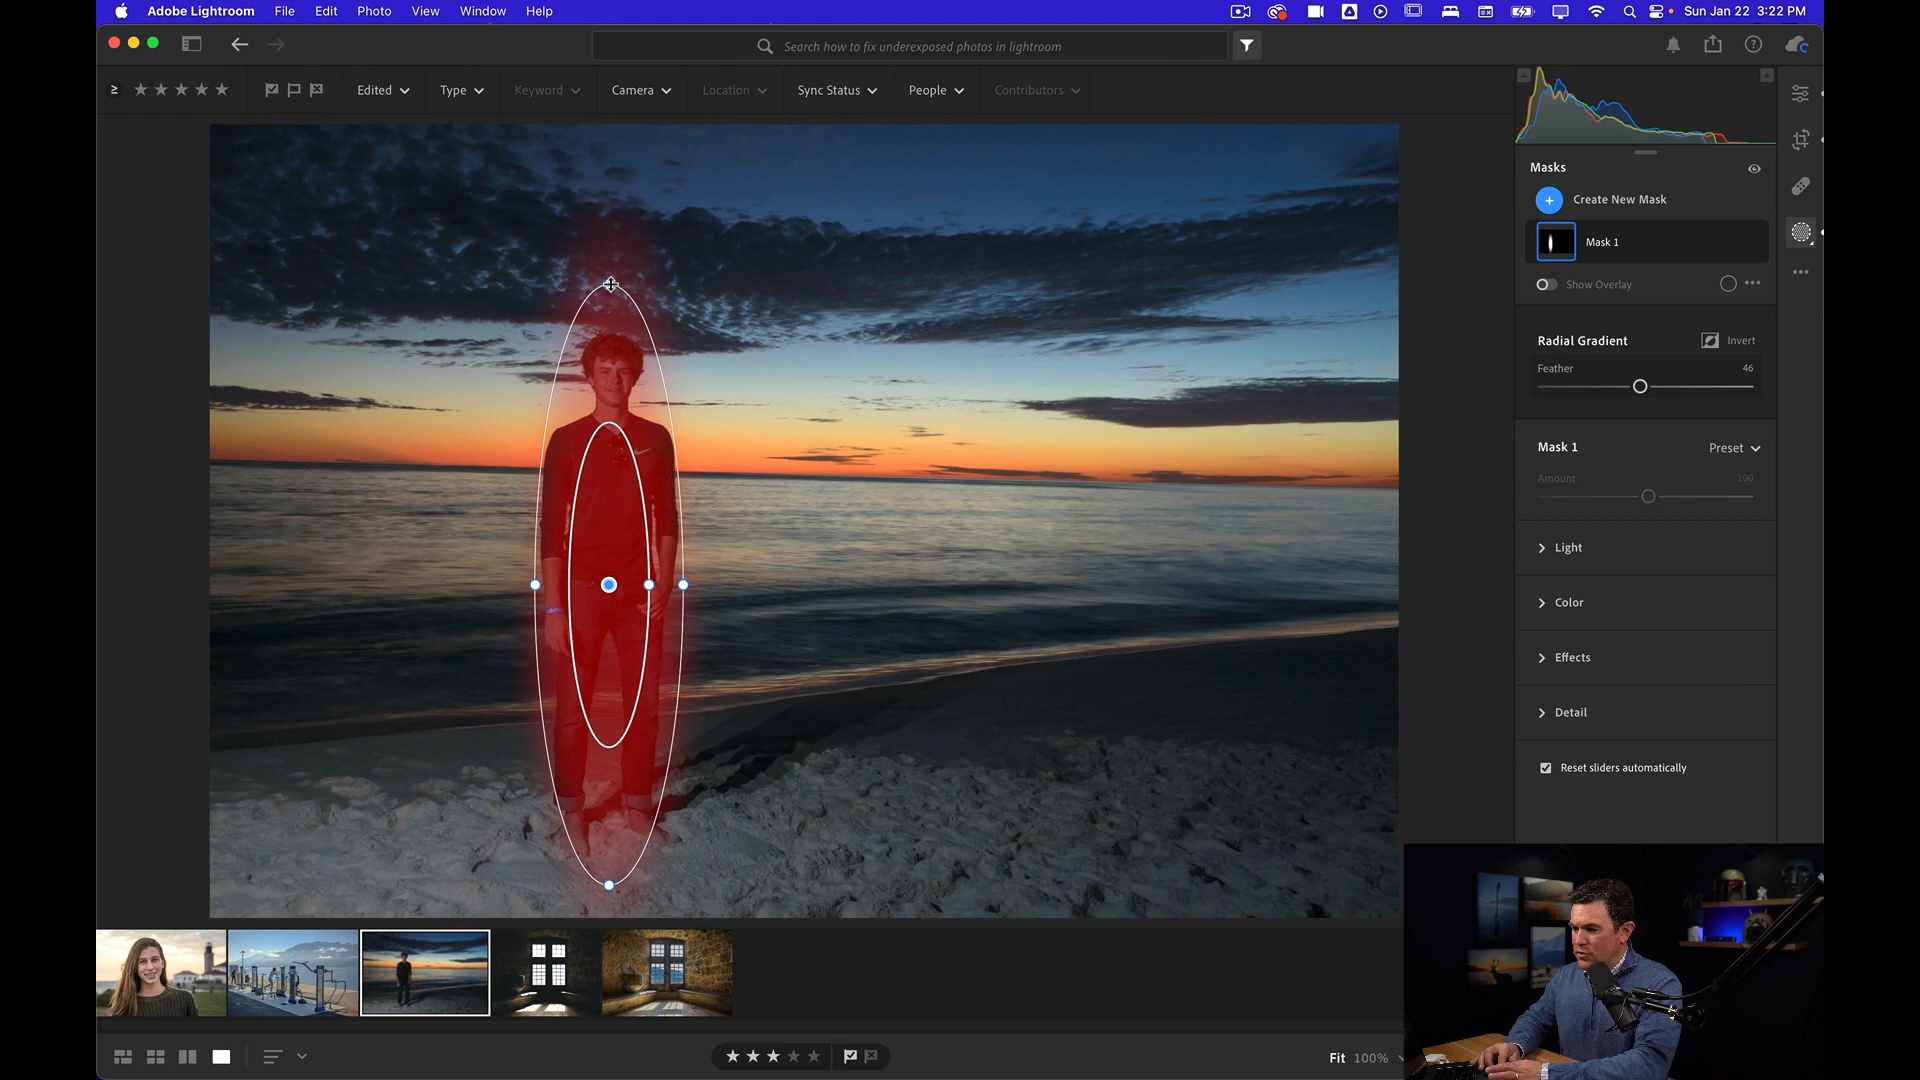 Adobe Lightroom File Edit Photo View Window Help Sun Jan 22 3:22 PM
Search how to fix underexposed photos in lightroom
≥ Edited Type Keyword Camera Location Sync Status People Contributors
Masks
Create New Mask
Mask 1
Show Overlay
Radial Gradient Invert
Feather 46
Mask 1 Preset
Amount 100
Light
Color
Effects
Detail
Reset sliders automatically
Fit 100%